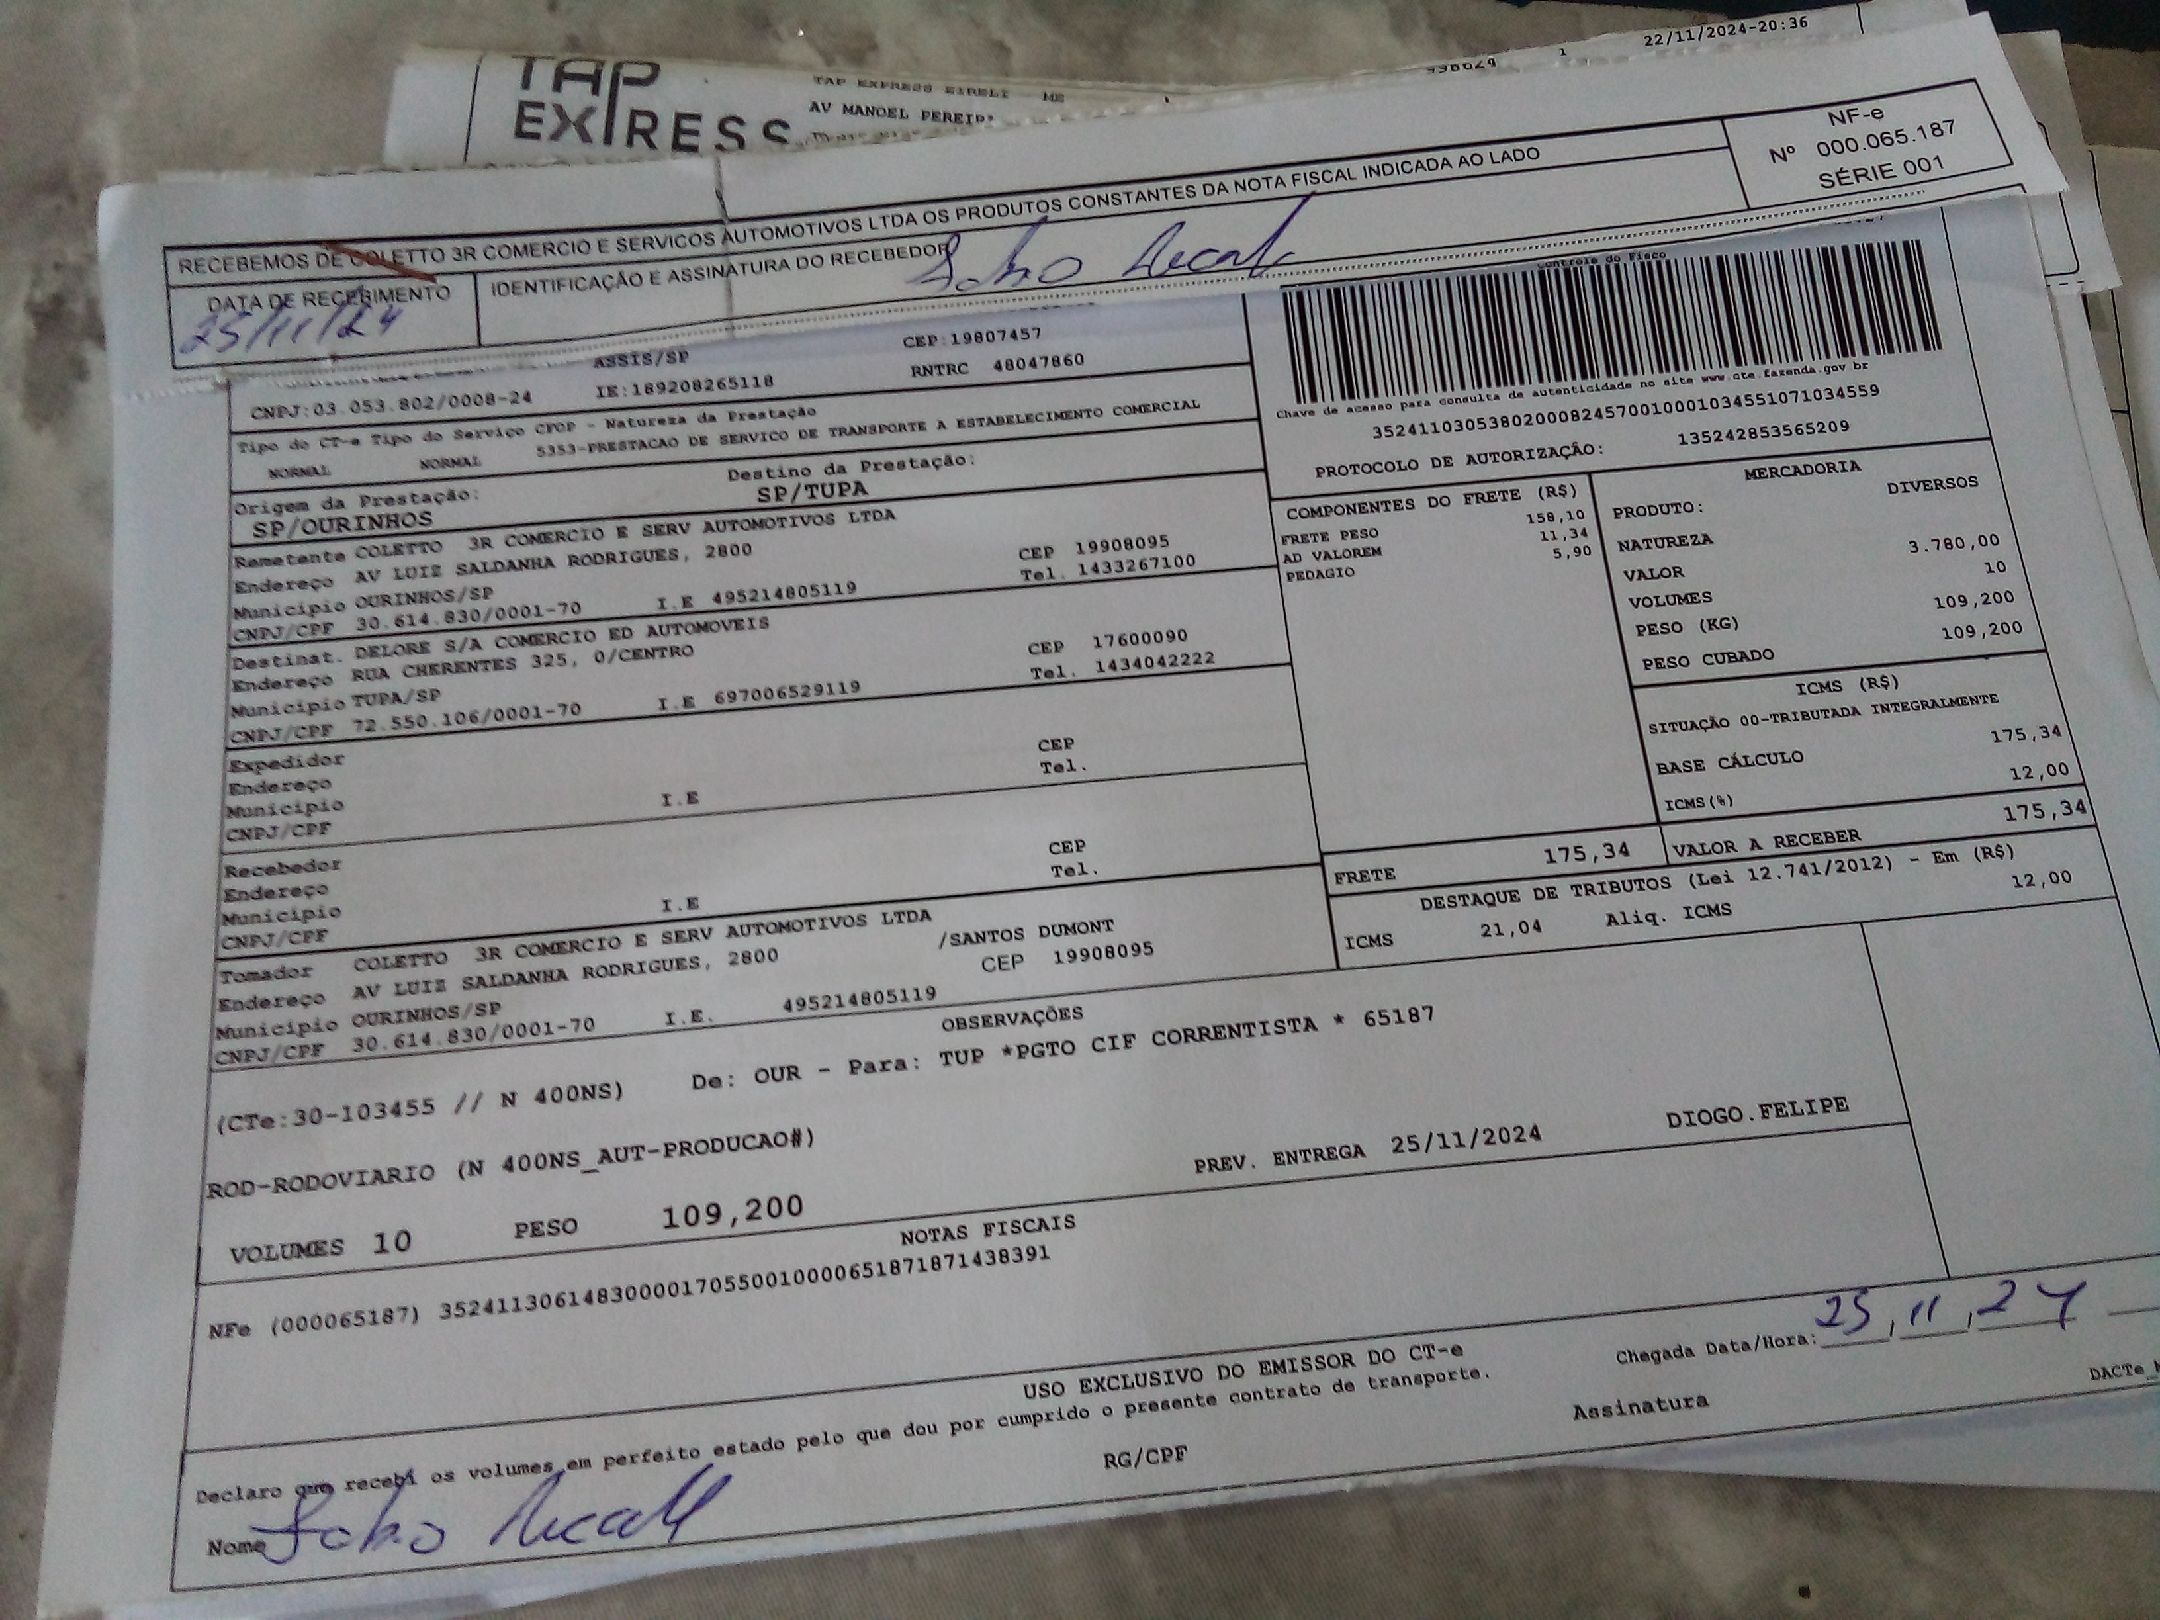 22/11/2024-20:36
1
TAP EXPRESS
TAP EXPRESS EIRELI ME
AV MANOEL PEREIR
NF-e
Nº 000.065.187
SÉRIE 001
RECEBEMOS DE COLETTO 3R COMERCIO E SERVICOS AUTOMOTIVOS LTDA OS PRODUTOS CONSTANTES DA NOTA FISCAL INDICADA AO LADO
DATA DE RECEBIMENTO
25/11/24
IDENTIFICAÇÃO E ASSINATURA DO RECEBEDOR
Controle do Fisco
ASSIS/SP CEP:19807457
CNPJ:03.053.802/0008-24 IE:189208265118 RNTRC 48047860
Chave de acesso para consulta de autenticidade no site www.cte.fazenda.gov.br
35241103053802000824570010001034551071034559
PROTOCOLO DE AUTORIZAÇÃO: 135242853565209
Tipo do CT-e Tipo do Serviço CFOP - Natureza da Prestação
NORMAL NORMAL 5353-PRESTACAO DE SERVICO DE TRANSPORTE A ESTABELECIMENTO COMERCIAL
Origem da Prestação: Destino da Prestação:
SP/OURINHOS SP/TUPA
Remetente COLETTO 3R COMERCIO E SERV AUTOMOTIVOS LTDA
Endereço AV LUIZ SALDANHA RODRIGUES, 2800 CEP 19908095
Município OURINHOS/SP Tel. 1433267100
CNPJ/CPF 30.614.830/0001-70 I.E 495214805119
Destinat. DELORE S/A COMERCIO ED AUTOMOVEIS
Endereço RUA CHERENTES 325, 0/CENTRO CEP 17600090
Município TUPA/SP Tel. 1434042222
CNPJ/CPF 72.550.106/0001-70 I.E 697006529119
Expedidor
Endereço CEP
Município Tel.
CNPJ/CPF I.E
Recebedor
Endereço CEP
Município Tel.
CNPJ/CPF I.E
Tomador COLETTO 3R COMERCIO E SERV AUTOMOTIVOS LTDA
Endereço AV LUIZ SALDANHA RODRIGUES, 2800 /SANTOS DUMONT
Município OURINHOS/SP CEP 19908095
CNPJ/CPF 30.614.830/0001-70 I.E. 495214805119
COMPONENTES DO FRETE (R$)
FRETE PESO 158,10
AD VALOREM 11,34
PEDAGIO 5,90
MERCADORIA
PRODUTO: DIVERSOS
NATUREZA
VALOR 3.780,00
VOLUMES 10
PESO (KG) 109,200
PESO CUBADO 109,200
ICMS (R$)
SITUAÇÃO 00-TRIBUTADA INTEGRALMENTE
BASE CÁLCULO 175,34
ICMS(%) 12,00
FRETE 175,34 VALOR A RECEBER 175,34
DESTAQUE DE TRIBUTOS (Lei 12.741/2012) - Em (R$)
ICMS 21,04 Aliq. ICMS 12,00
OBSERVAÇÕES
(CTe:30-103455 // N 400NS) De: OUR - Para: TUP *PGTO CIF CORRENTISTA * 65187
ROD-RODOVIARIO (N 400NS_AUT-PRODUCAO#)
PREV. ENTREGA 25/11/2024 DIOGO.FELIPE
VOLUMES 10 PESO 109,200
NOTAS FISCAIS
NFe (000065187) 35241130614830000170550010000651871871438391
USO EXCLUSIVO DO EMISSOR DO CT-e
Declaro que recebi os volumes em perfeito estado pelo que dou por cumprido o presente contrato de transporte.
Chegada Data/Hora: 25,11,24
DACTe
Nome RG/CPF Assinatura